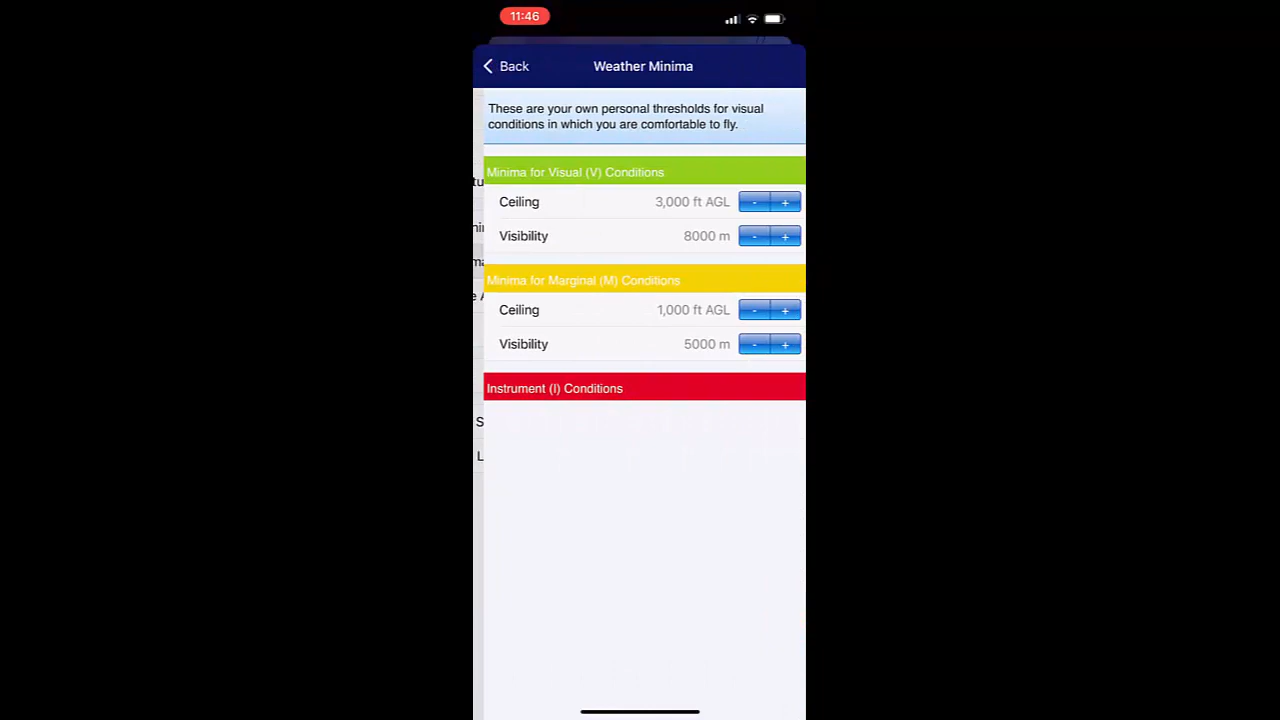 11:46
Back
Weather Minima
These are your own personal thresholds for visual
conditions in which you are comfortable to fly.
Minima for Visual (V) Conditions
Ceiling 3,000 ft AGL - +
Visibility 8000 m - +
Minima for Marginal (M) Conditions
Ceiling 1,000 ft AGL - +
Visibility 5000 m - +
Instrument (I) Conditions